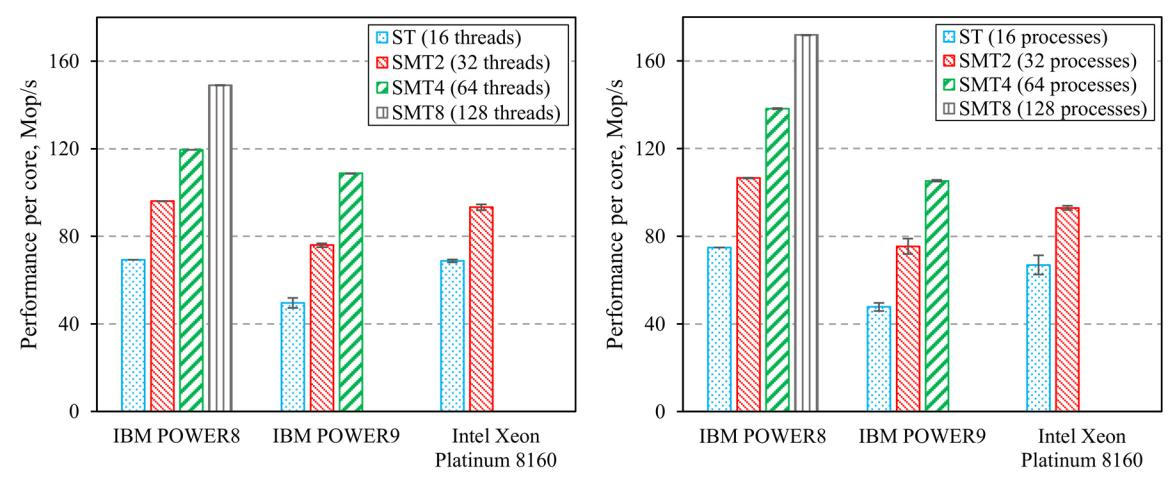 Performance per core, Mop/s
160
120
80
40
0
ST (16 threads)
SMT2 (32 threads)
SMT4 (64 threads)
SMT8 (128 threads)
IBM POWER8
IBM POWER9
Intel Xeon
Platinum 8160
Performance per core, Mop/s
160
120
80
40
0
ST (16 processes)
SMT2 (32 processes)
SMT4 (64 processes)
SMT8 (128 processes)
IBM POWER8
IBM POWER9
Intel Xeon
Platinum 8160